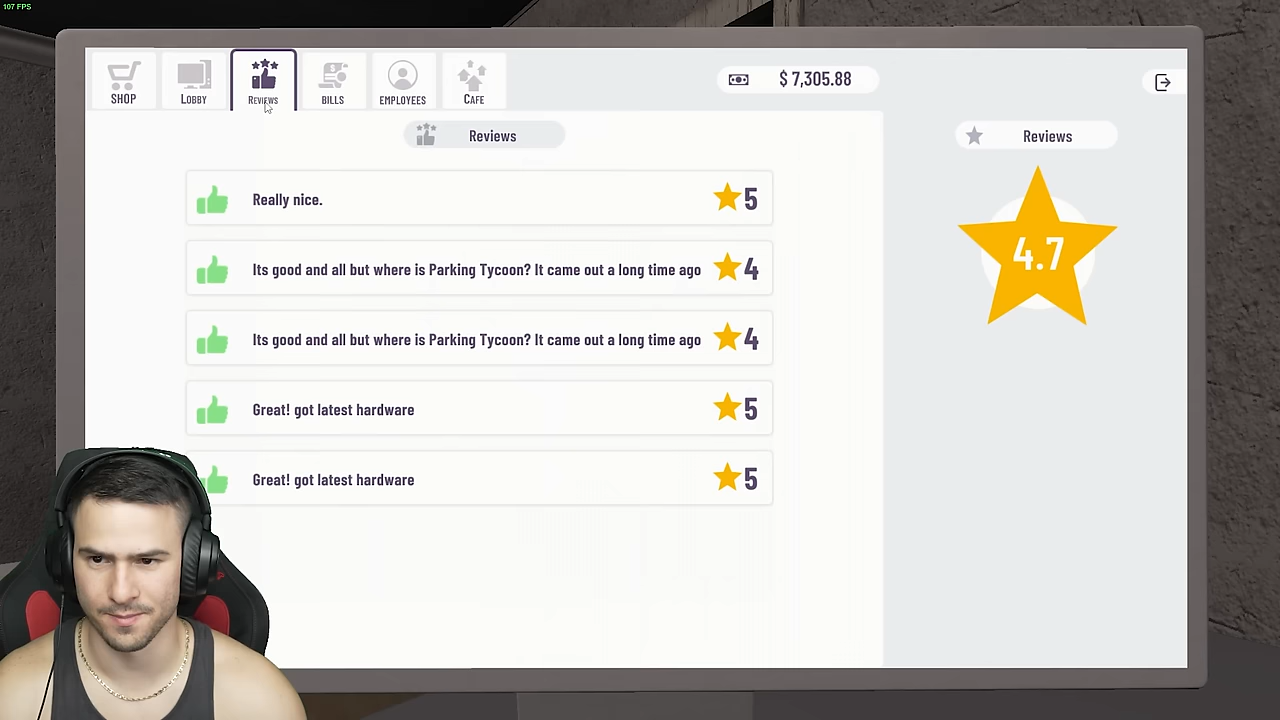 107 FPS
SHOP
LOBBY
REVIEWS
BILLS
EMPLOYEES
CAFE
$ 7,305.88
Reviews
Reviews
Really nice.
5
Its good and all but where is Parking Tycoon? It came out a long time ago
4
4.7
Its good and all but where is Parking Tycoon? It came out a long time ago
4
Great! got latest hardware
5
Great! got latest hardware
5